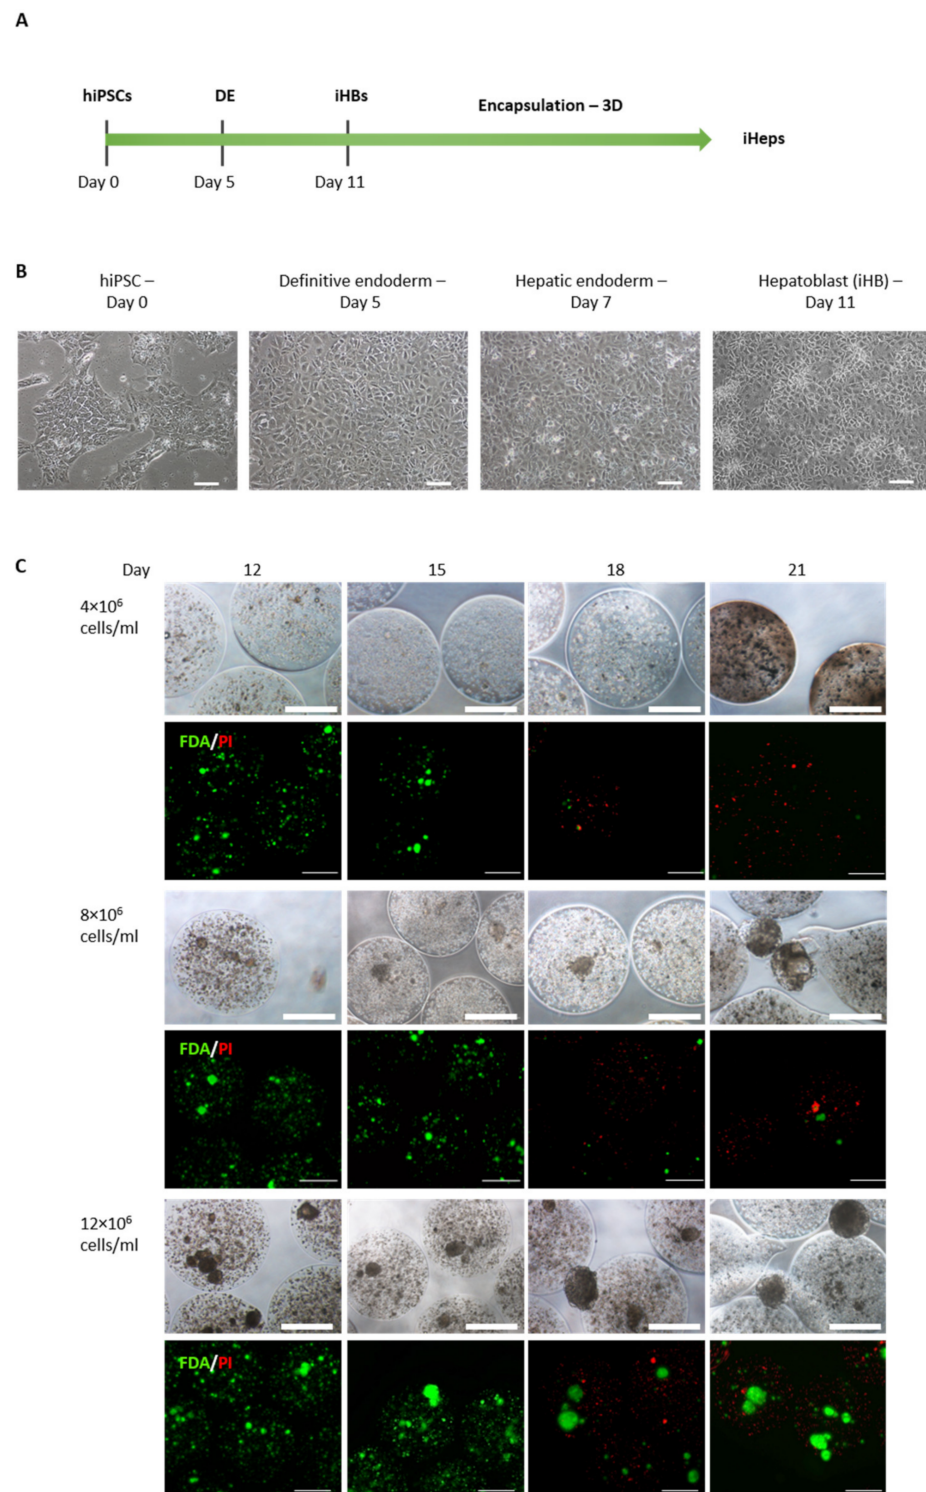 A
hiPSCs DE iHBs Encapsulation – 3D iHeps
Day 0 Day 5 Day 11
B
hiPSC –
Day 0
Definitive endoderm –
Day 5
Hepatic endoderm –
Day 7
Hepatoblast (iHB) –
Day 11
C
Day 12 15 18 21
4×10⁶
cells/ml
FDA/PI
8×10⁶
cells/ml
FDA/PI
12×10⁶
cells/ml
FDA/PI